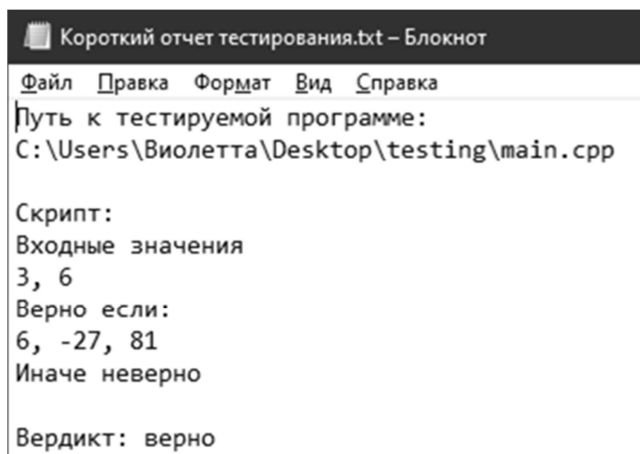 Короткий отчет тестирования.txt – Блокнот
Файл Правка Формат Вид Справка
Путь к тестируемой программе:
C:\Users\Виолетта\Desktop\testing\main.cpp
Скрипт:
Входные значения
3, 6
Верно если:
6, -27, 81
Иначе неверно
Вердикт: верно